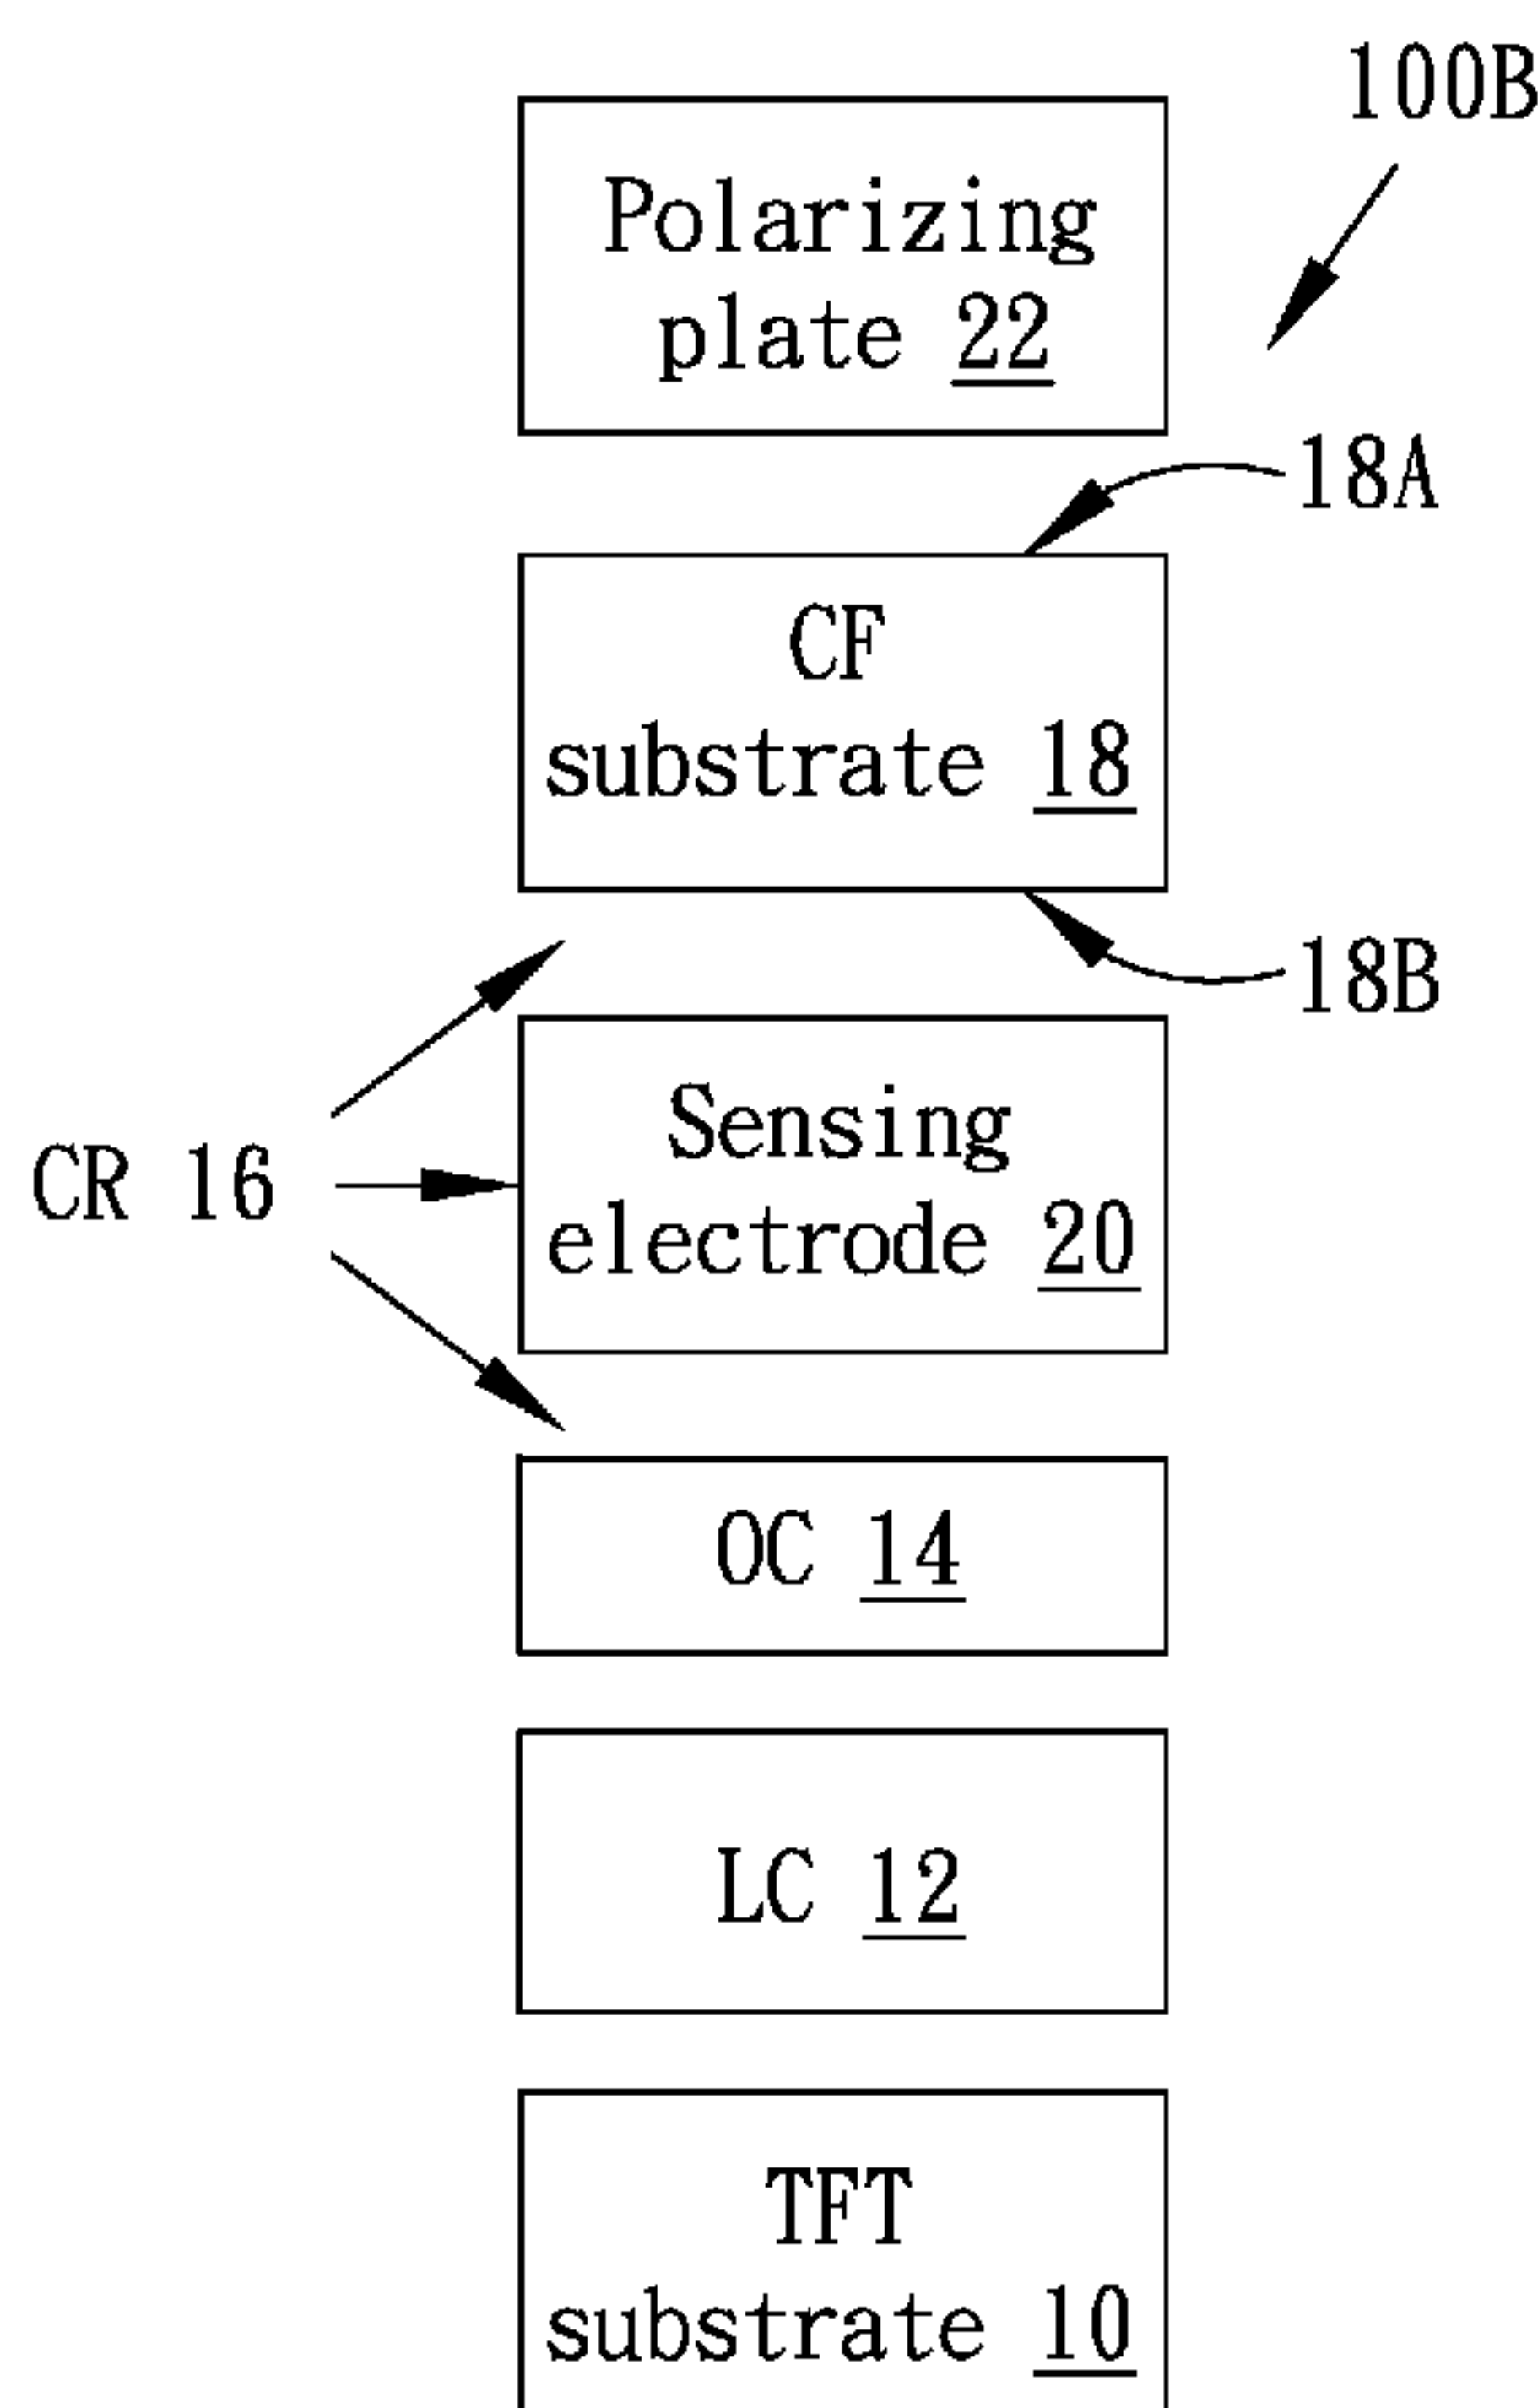 100B
Polarizing
plate 22
18A
CF
substrate 18
18B
Sensing
electrode 20
CR 16
OC 14
LC 12
TFT
substrate 10